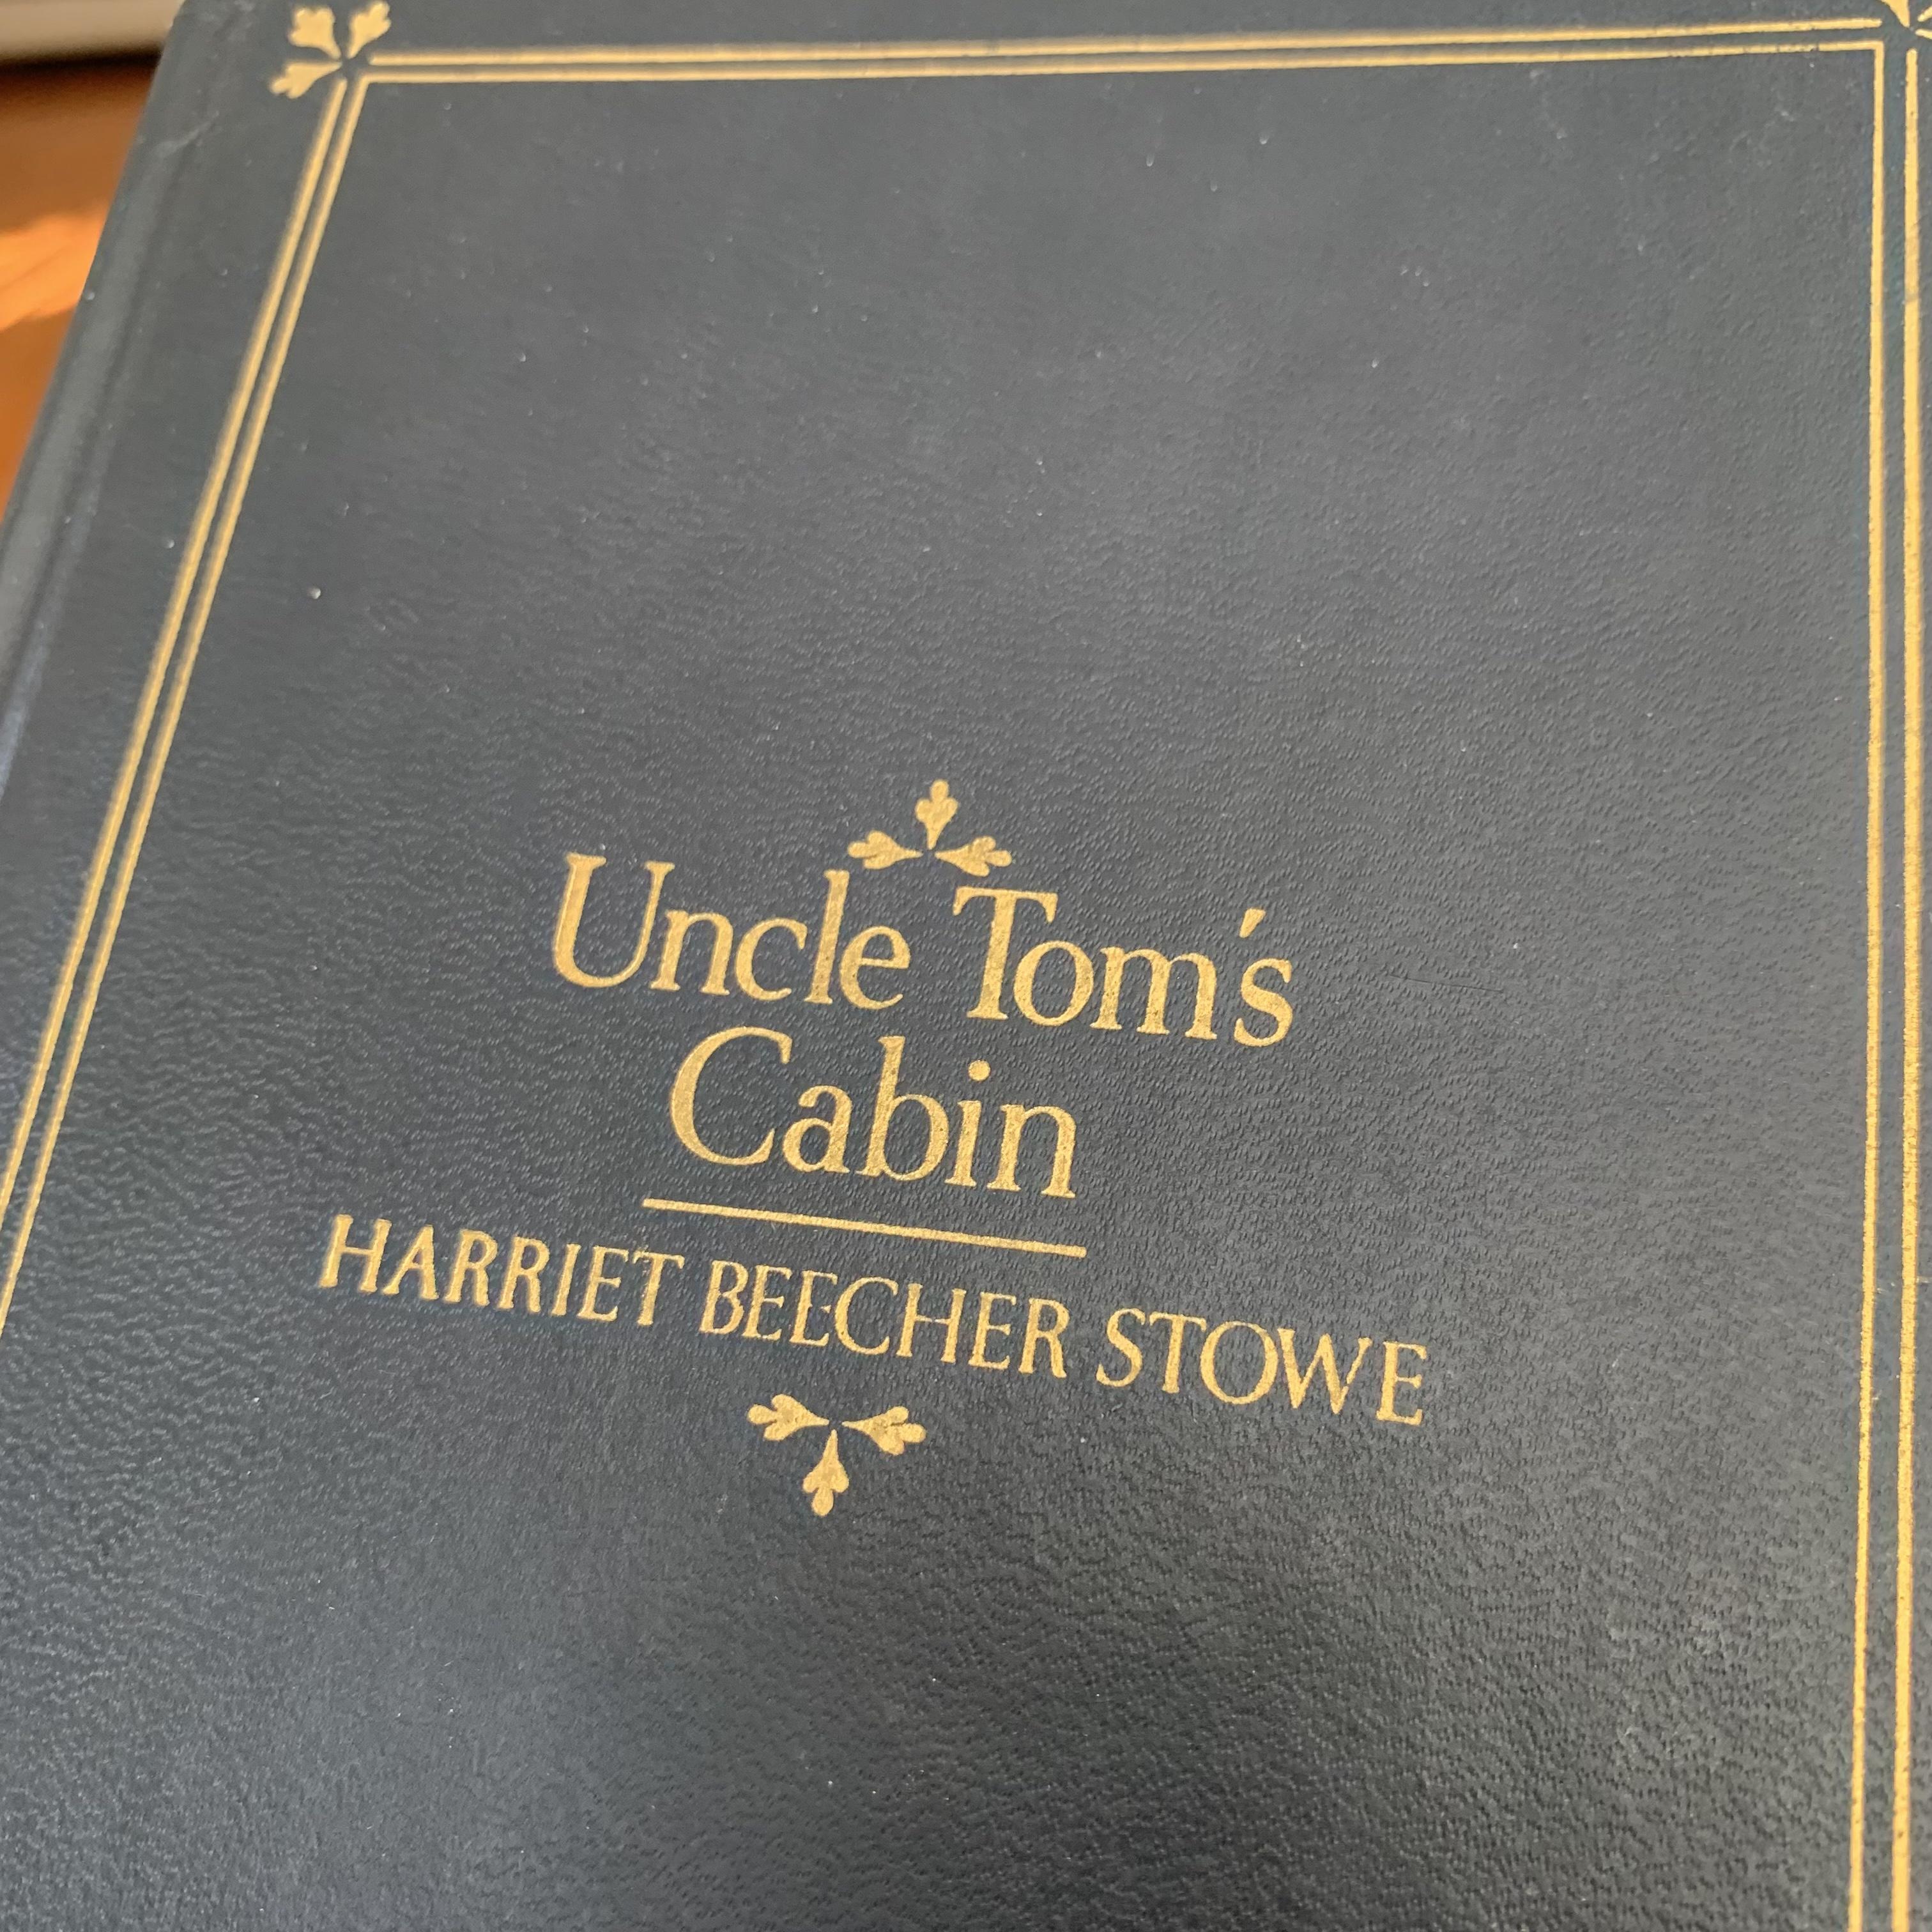 Uncle Tom's
Cabin
HARRIET BEECHER STOWE